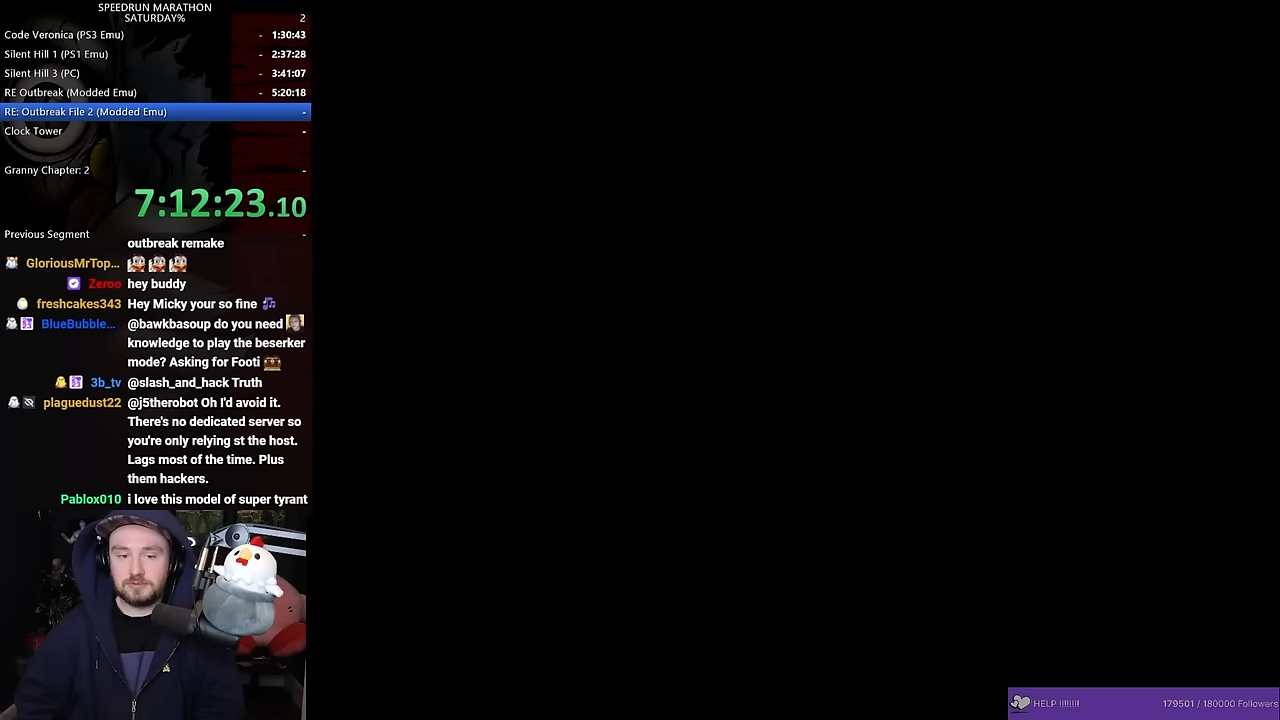 SPEEDRUN MARATHON
SATURDAY%
2
Code Veronica (PS3 Emu) - 1:30:43
Silent Hill 1 (PS1 Emu) - 2:37:28
Silent Hill 3 (PC) - 3:41:07
RE Outbreak (Modded Emu) - 5:20:18
RE: Outbreak File 2 (Modded Emu) -
Clock Tower -
Granny Chapter: 2 -
7:12:23.10
Previous Segment -
outbreak remake
GloriousMrTop…
Zeroo hey buddy
freshcakes343 Hey Micky your so fine
BlueBubble… @bawkbasoup do you need
knowledge to play the beserker
mode? Asking for Footi
3b_tv @slash_and_hack Truth
plaguedust22 @j5therobot Oh I'd avoid it.
There's no dedicated server so
you're only relying st the host.
Lags most of the time. Plus
them hackers.
Pablox010 i love this model of super tyrant
HELP !!!!!!! 179501 / 180000 Followers